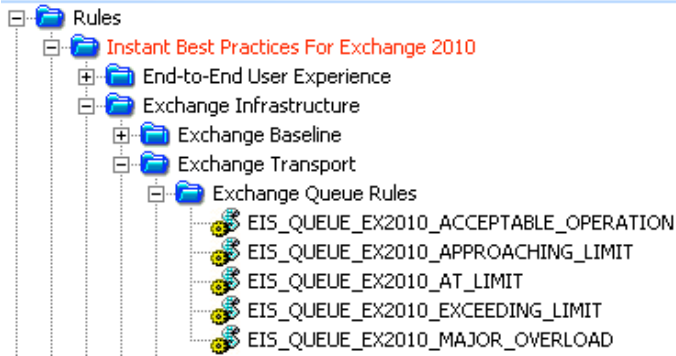 Rules
Instant Best Practices For Exchange 2010
End-to-End User Experience
Exchange Infrastructure
Exchange Baseline
Exchange Transport
Exchange Queue Rules
EIS_QUEUE_EX2010_ACCEPTABLE_OPERATION
EIS_QUEUE_EX2010_APPROACHING_LIMIT
EIS_QUEUE_EX2010_AT_LIMIT
EIS_QUEUE_EX2010_EXCEEDING_LIMIT
EIS_QUEUE_EX2010_MAJOR_OVERLOAD